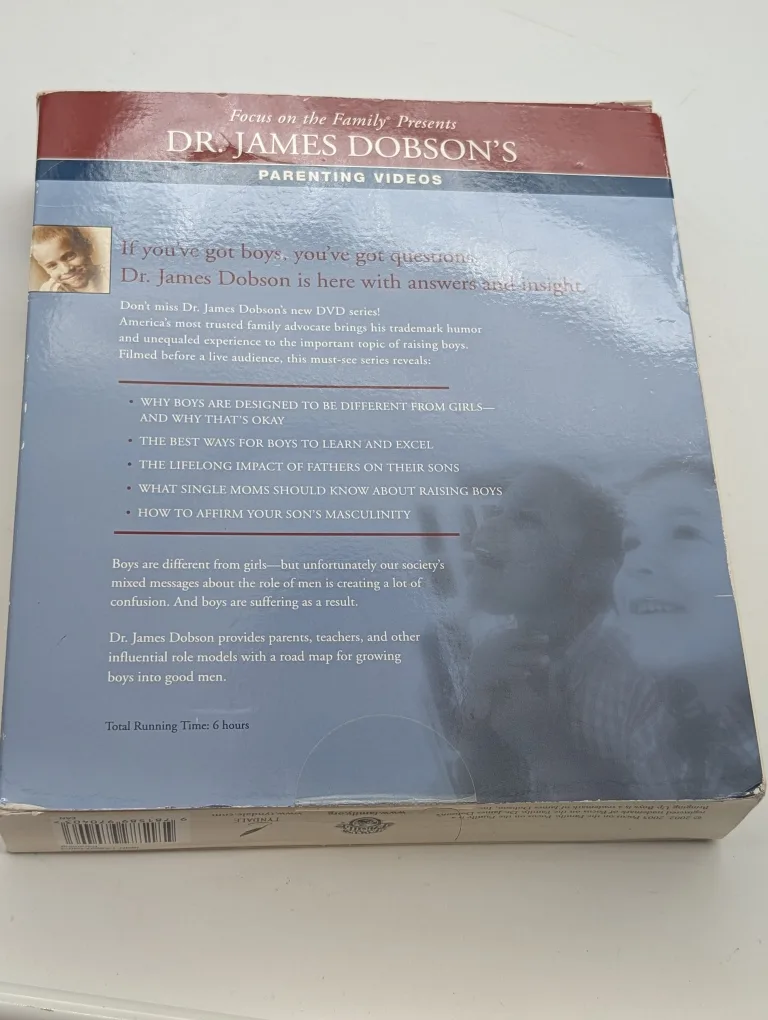 Focus on the Family® Presents
DR. JAMES DOBSON'S
PARENTING VIDEOS
If you've got boys, you've got questions.
Dr. James Dobson is here with answers and insight.
Don't miss Dr. James Dobson's new DVD series!
America's most trusted family advocate brings his trademark humor
and unequaled experience to the important topic of raising boys.
Filmed before a live audience, this must-see series reveals:
• WHY BOYS ARE DESIGNED TO BE DIFFERENT FROM GIRLS—
AND WHY THAT'S OKAY
• THE BEST WAYS FOR BOYS TO LEARN AND EXCEL
• THE LIFELONG IMPACT OF FATHERS ON THEIR SONS
• WHAT SINGLE MOMS SHOULD KNOW ABOUT RAISING BOYS
• HOW TO AFFIRM YOUR SON'S MASCULINITY
Boys are different from girls—but unfortunately our society's
mixed messages about the role of men is creating a lot of
confusion. And boys are suffering as a result.
Dr. James Dobson provides parents, teachers, and other
influential role models with a road map for growing
boys into good men.
Total Running Time: 6 hours
TYNDALE
www.tyndale.com
www.family.org